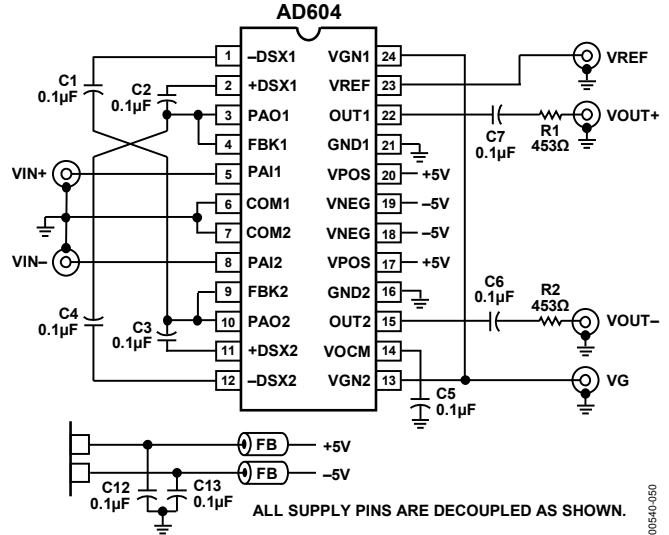 AD604
C1
0.1µF
C2
0.1µF
1 –DSX1 VGN1 24
2 +DSX1 VREF 23
VREF
3 PAO1 OUT1 22
C7
0.1µF
R1
453Ω
VOUT+
4 FBK1 GND1 21
VIN+
5 PAI1 VPOS 20 +5V
6 COM1 VNEG 19 –5V
7 COM2 VNEG 18 –5V
VIN–
8 PAI2 VPOS 17 +5V
9 FBK2 GND2 16
C6
0.1µF
R2
453Ω
C4
0.1µF
C3
0.1µF
10 PAO2 OUT2 15
VOUT–
11 +DSX2 VOCM 14
12 –DSX2 VGN2 13
C5
0.1µF
VG
FB +5V
FB –5V
C12
0.1µF
C13
0.1µF
ALL SUPPLY PINS ARE DECOUPLED AS SHOWN.
00540-050